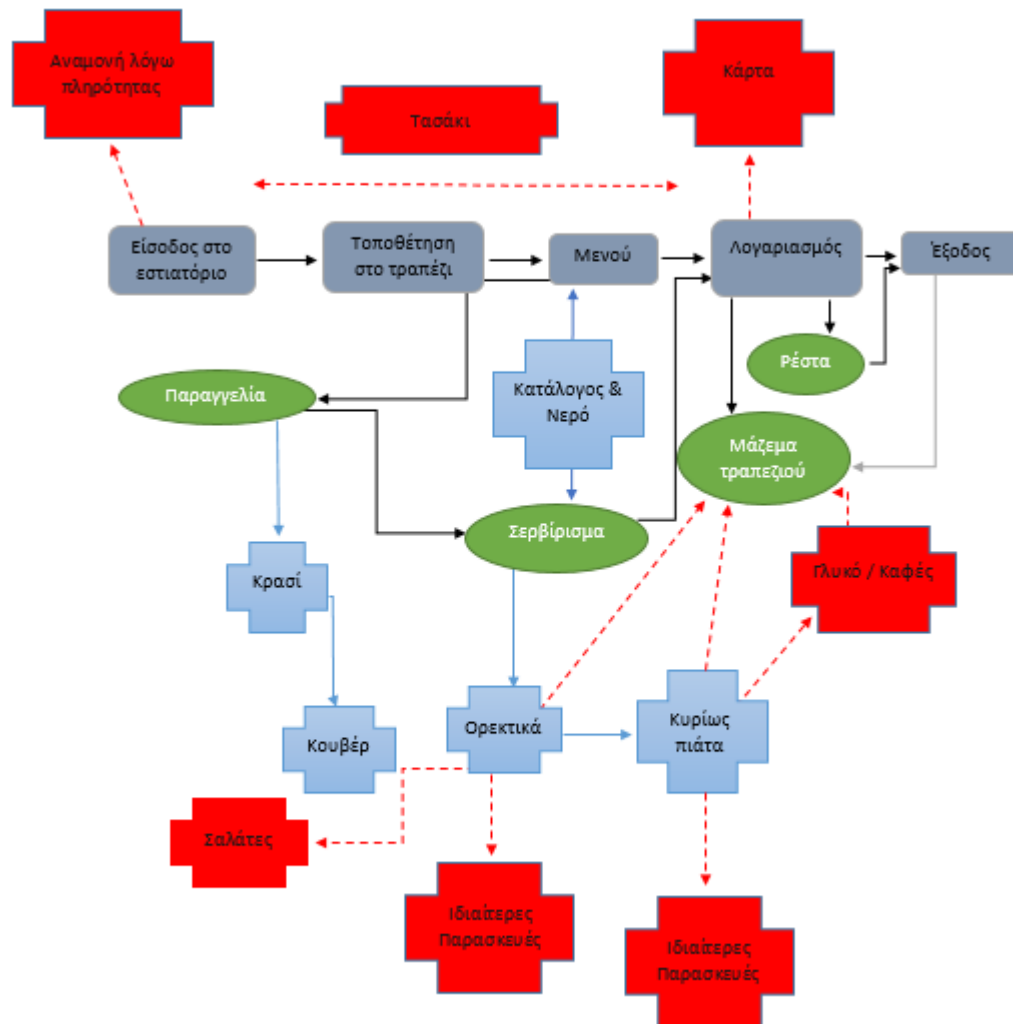 Αναμονή λόγω
πληρότητας
Τασάκι
Κάρτα
Είσοδος στο
εστιατόριο
Τοποθέτηση
στο τραπέζι
Μενού
Λογαριασμός
Έξοδος
Ρέστα
Παραγγελία
Κατάλογος &
Νερό
Μάζεμα
τραπεζιού
Σερβίρισμα
Κρασί
Γλυκό / Καφές
Κουβέρ
Ορεκτικά
Κυρίως
πιάτα
Σαλάτες
Ιδιαίτερες
Παρασκευές
Ιδιαίτερες
Παρασκευές